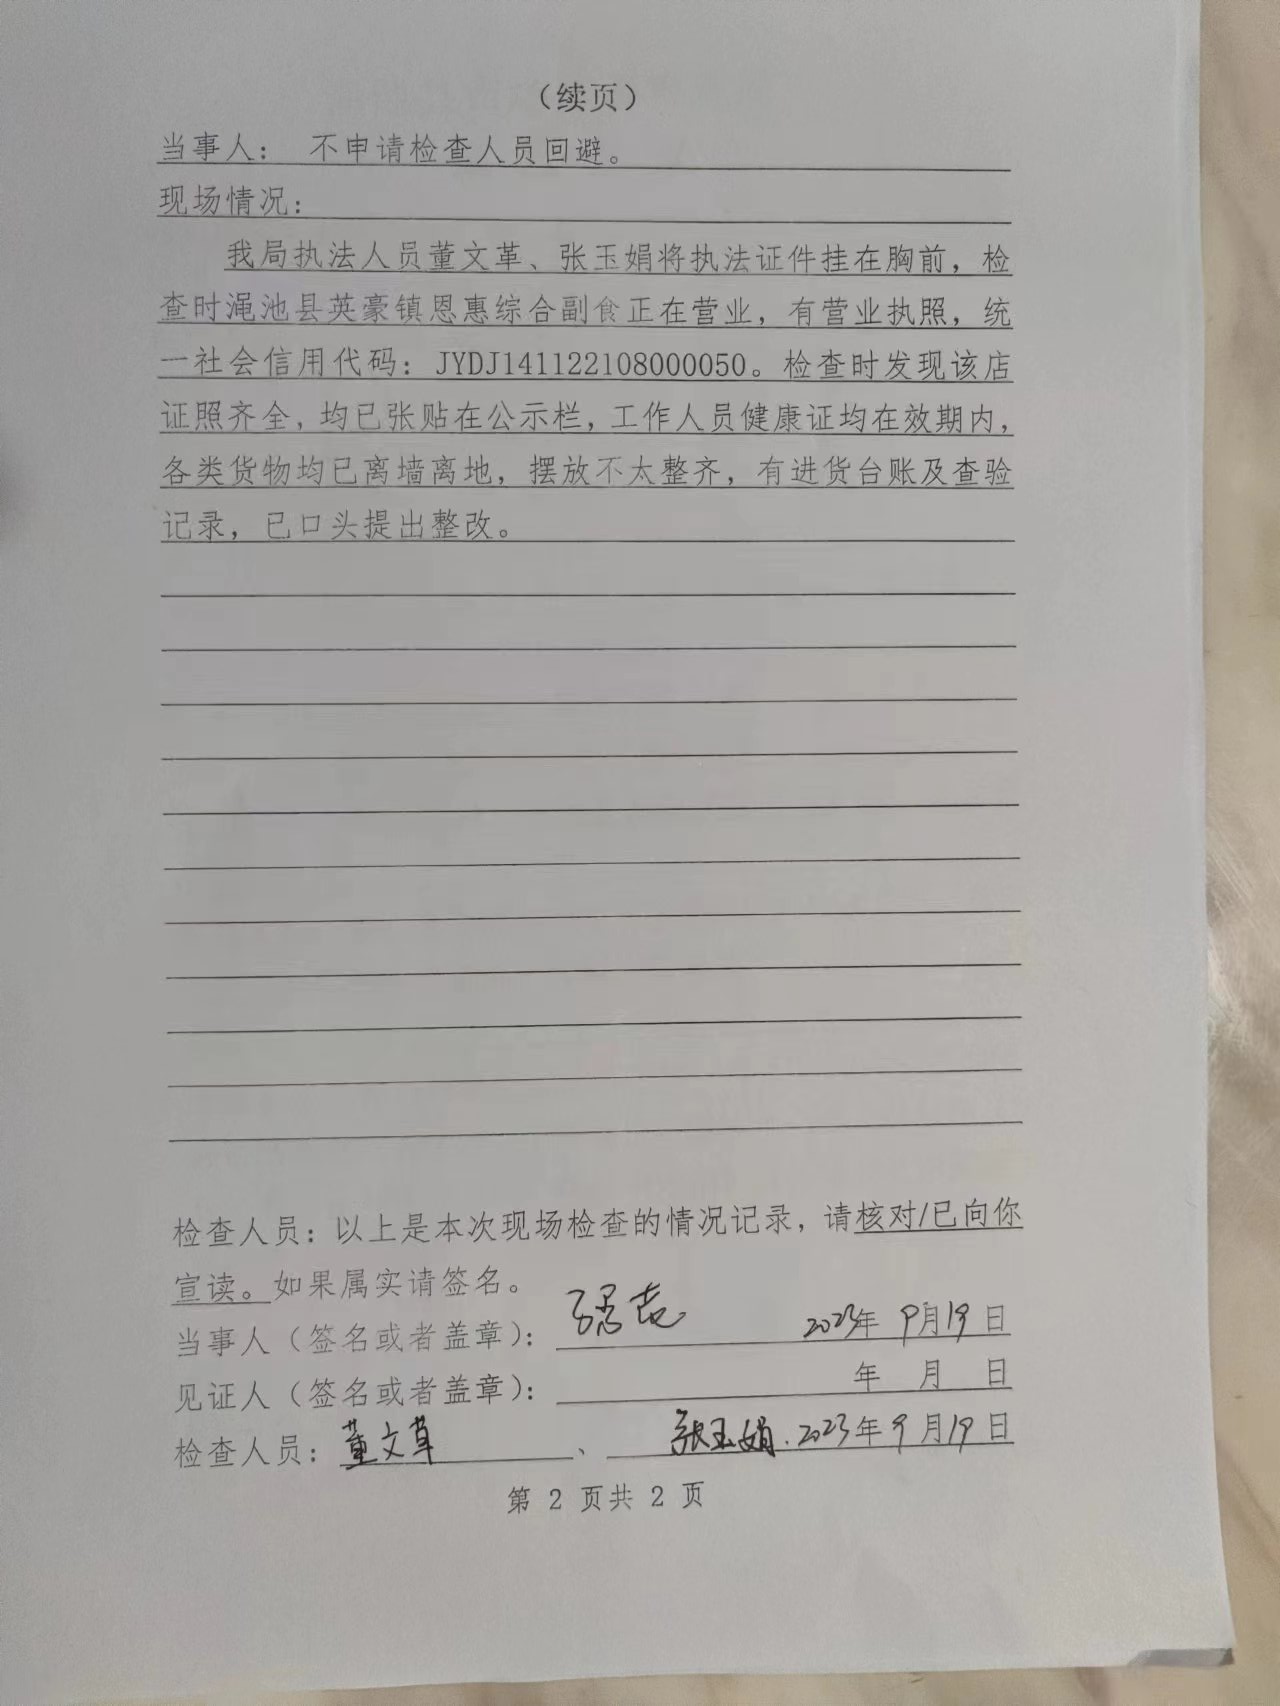 （续页）
当事人： 不申请检查人员回避。
现场情况：
我局执法人员董文革、张玉娟将执法证件挂在胸前，检
查时渑池县英豪镇恩惠综合副食正在营业，有营业执照，统
一社会信用代码：JYDJ141122108000050。检查时发现该店
证照齐全，均已张贴在公示栏，工作人员健康证均在效期内，
各类货物均已离墙离地，摆放不太整齐，有进货台账及查验
记录，已口头提出整改。
检查人员：以上是本次现场检查的情况记录，请核对/已向你
宣读。如果属实请签名。
当事人（签名或者盖章）： 2023年 9月19日
见证人（签名或者盖章）： 年 月 日
检查人员：董文革、张玉娟.2023年9月19日
第 2 页共 2 页